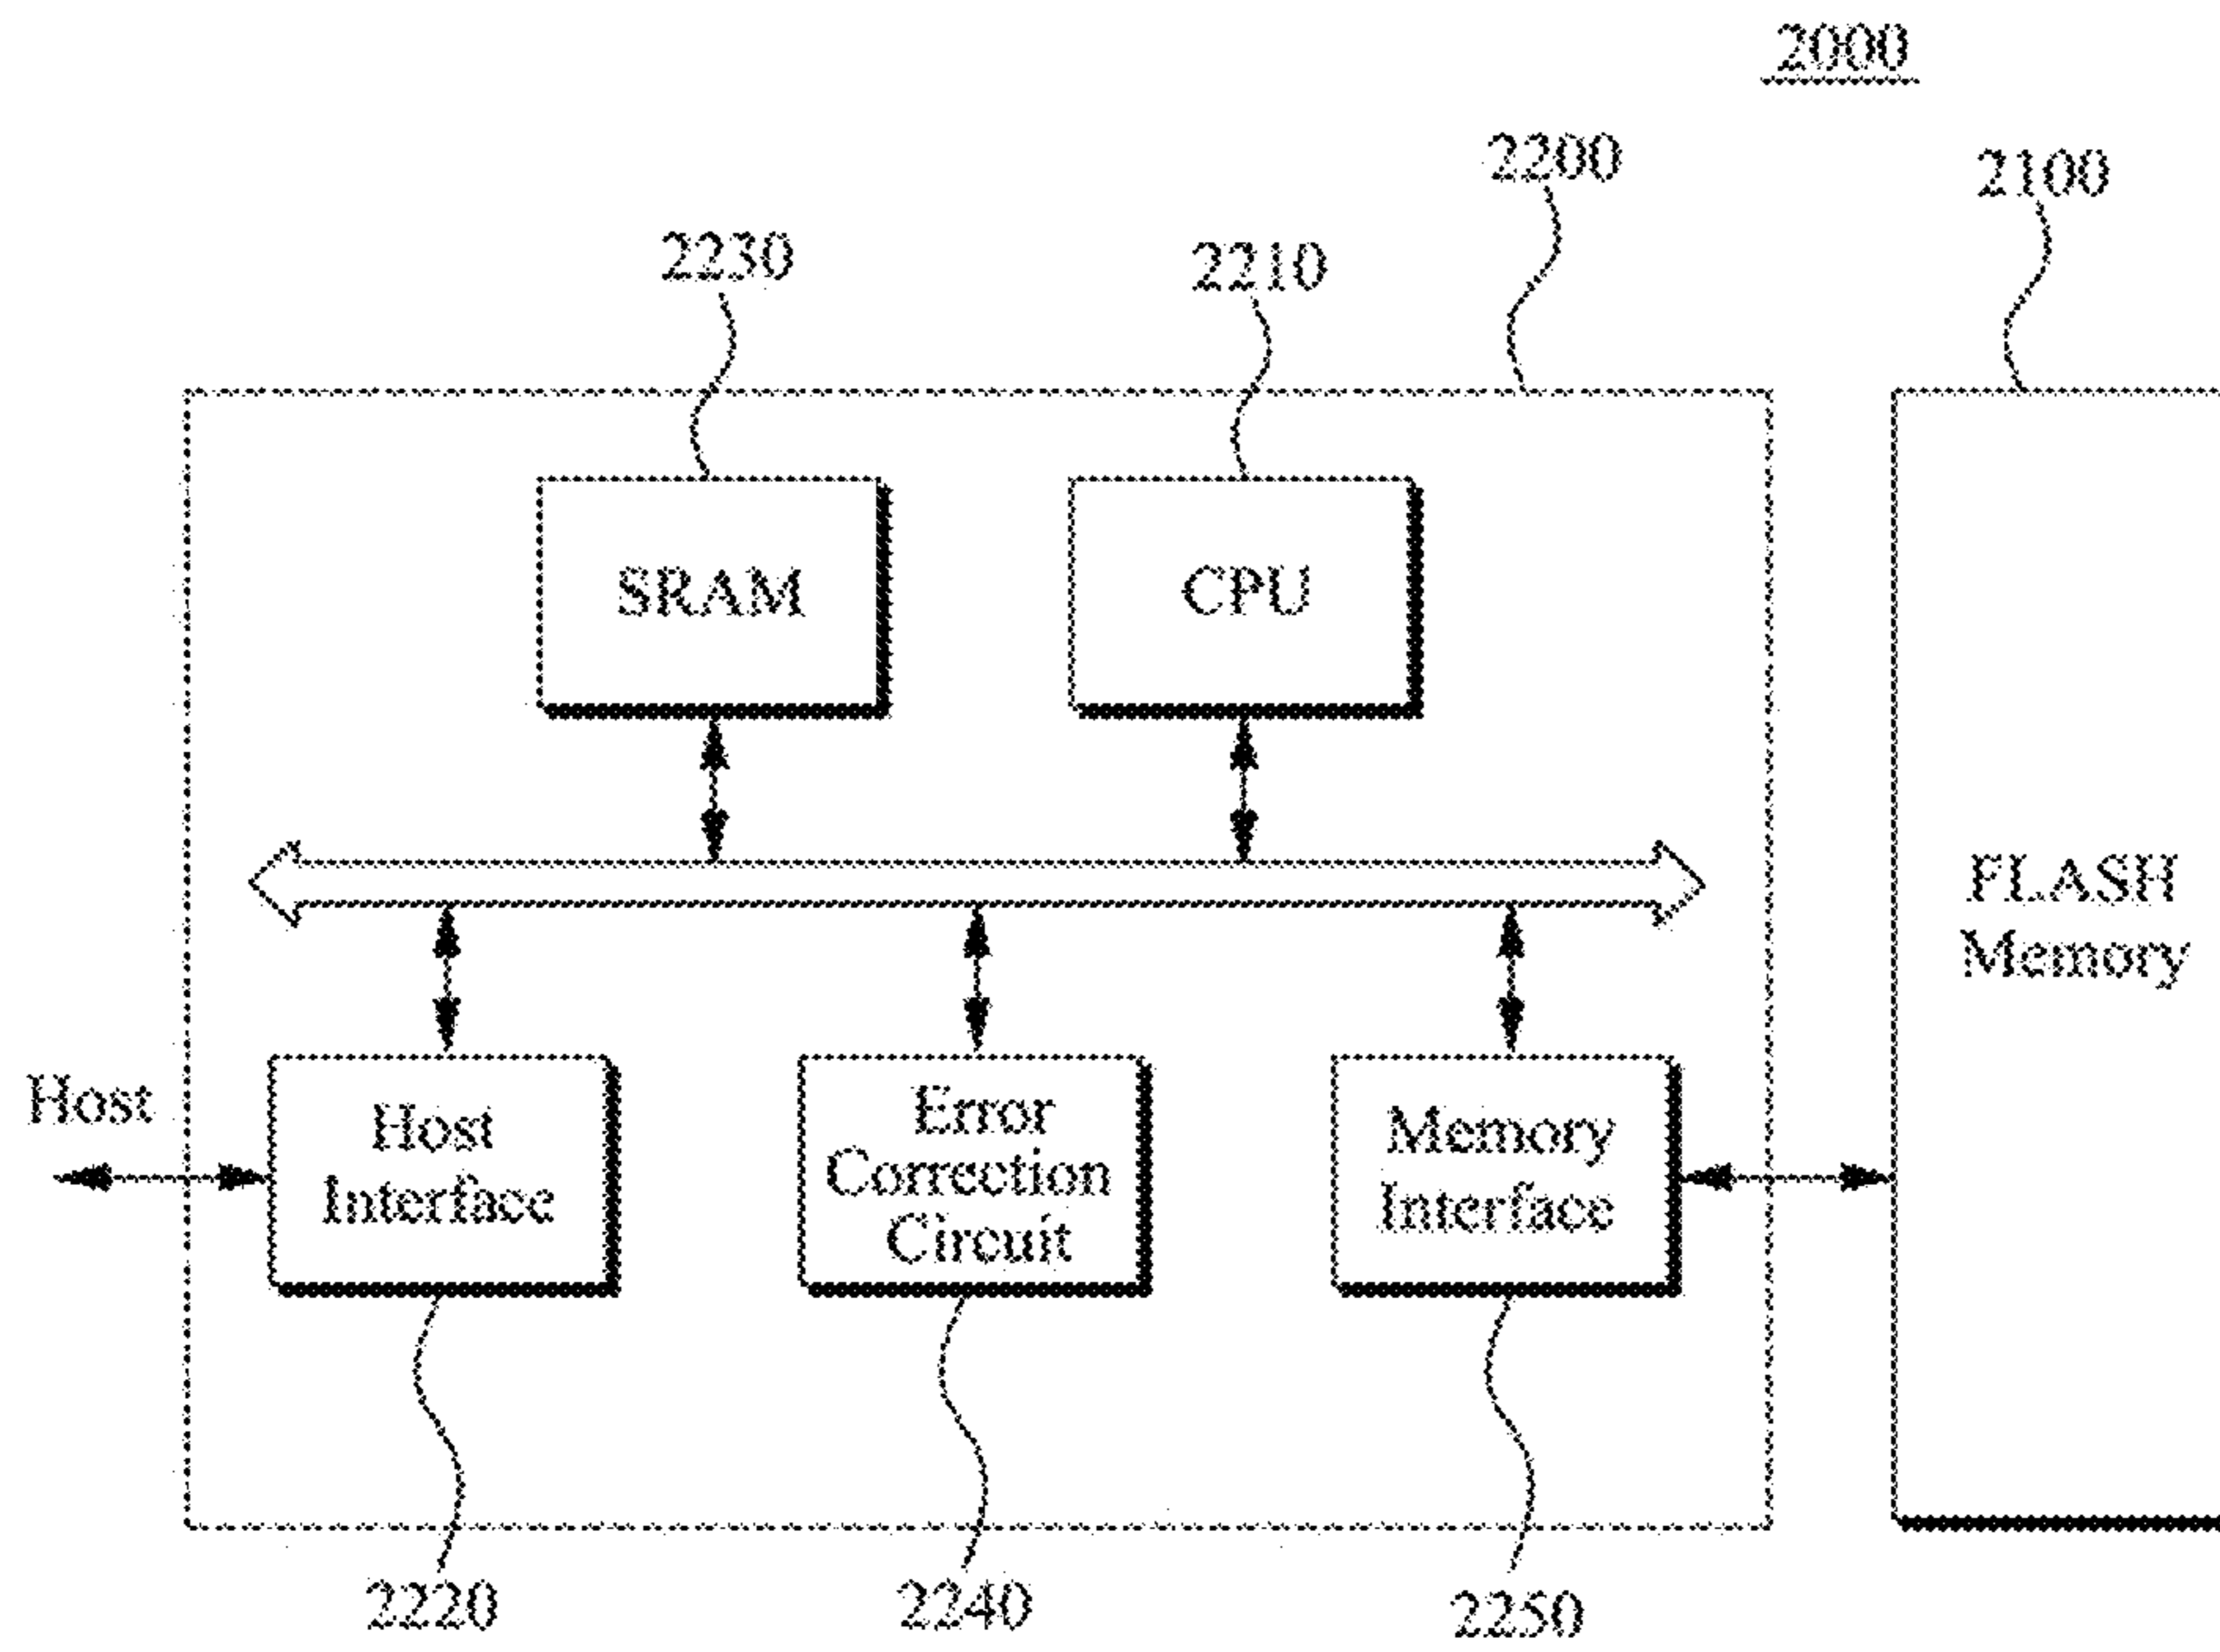 2000
2200
2100
2230
2210
SRAM
CPU
FLASH
Memory
Host
Host
Interface
Error
Correction
Circuit
Memory
Interface
2220
2240
2250